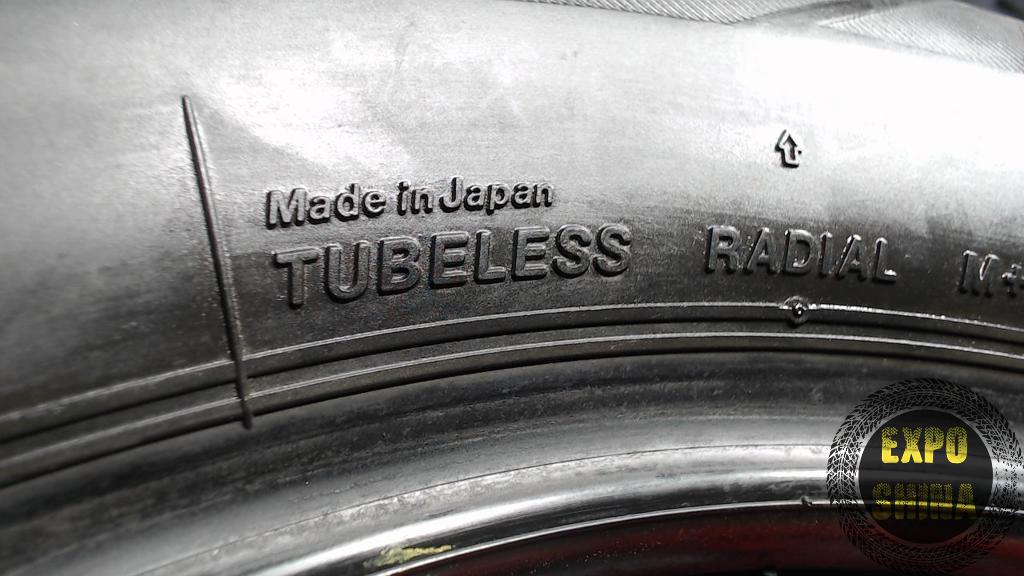 Made in Japan
TUBELESS RADIAL M+
EXPO
SHINA